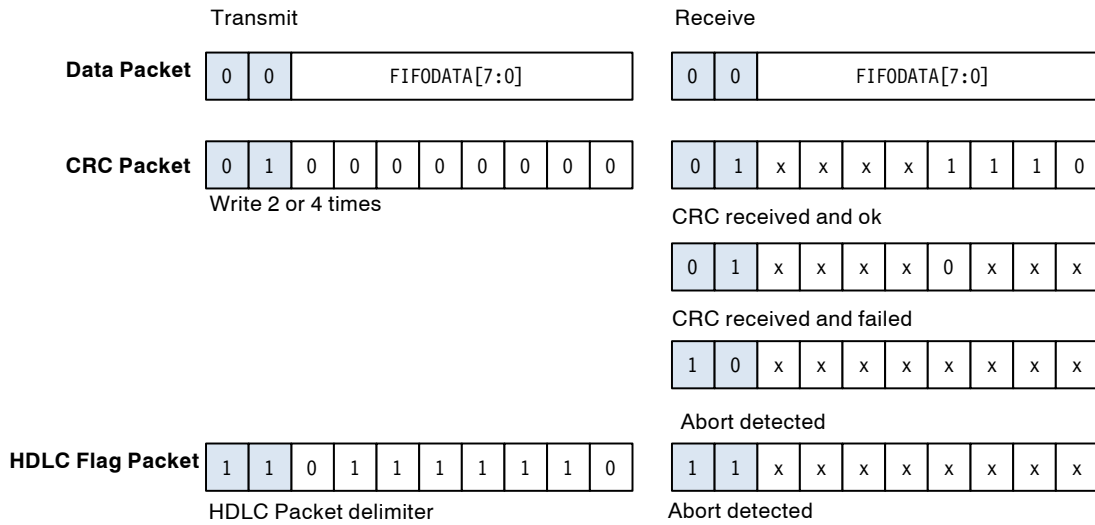 Transmit Receive
Data Packet 0 0 FIFODATA[7:0] 0 0 FIFODATA[7:0]
CRC Packet 0 1 0 0 0 0 0 0 0 0 0 1 x x x x 1 1 1 0
Write 2 or 4 times
CRC received and ok
0 1 x x x x 0 x x x
CRC received and failed
1 0 x x x x x x x x
Abort detected
HDLC Flag Packet 1 1 0 1 1 1 1 1 1 0 1 1 x x x x x x x x
HDLC Packet delimiter Abort detected